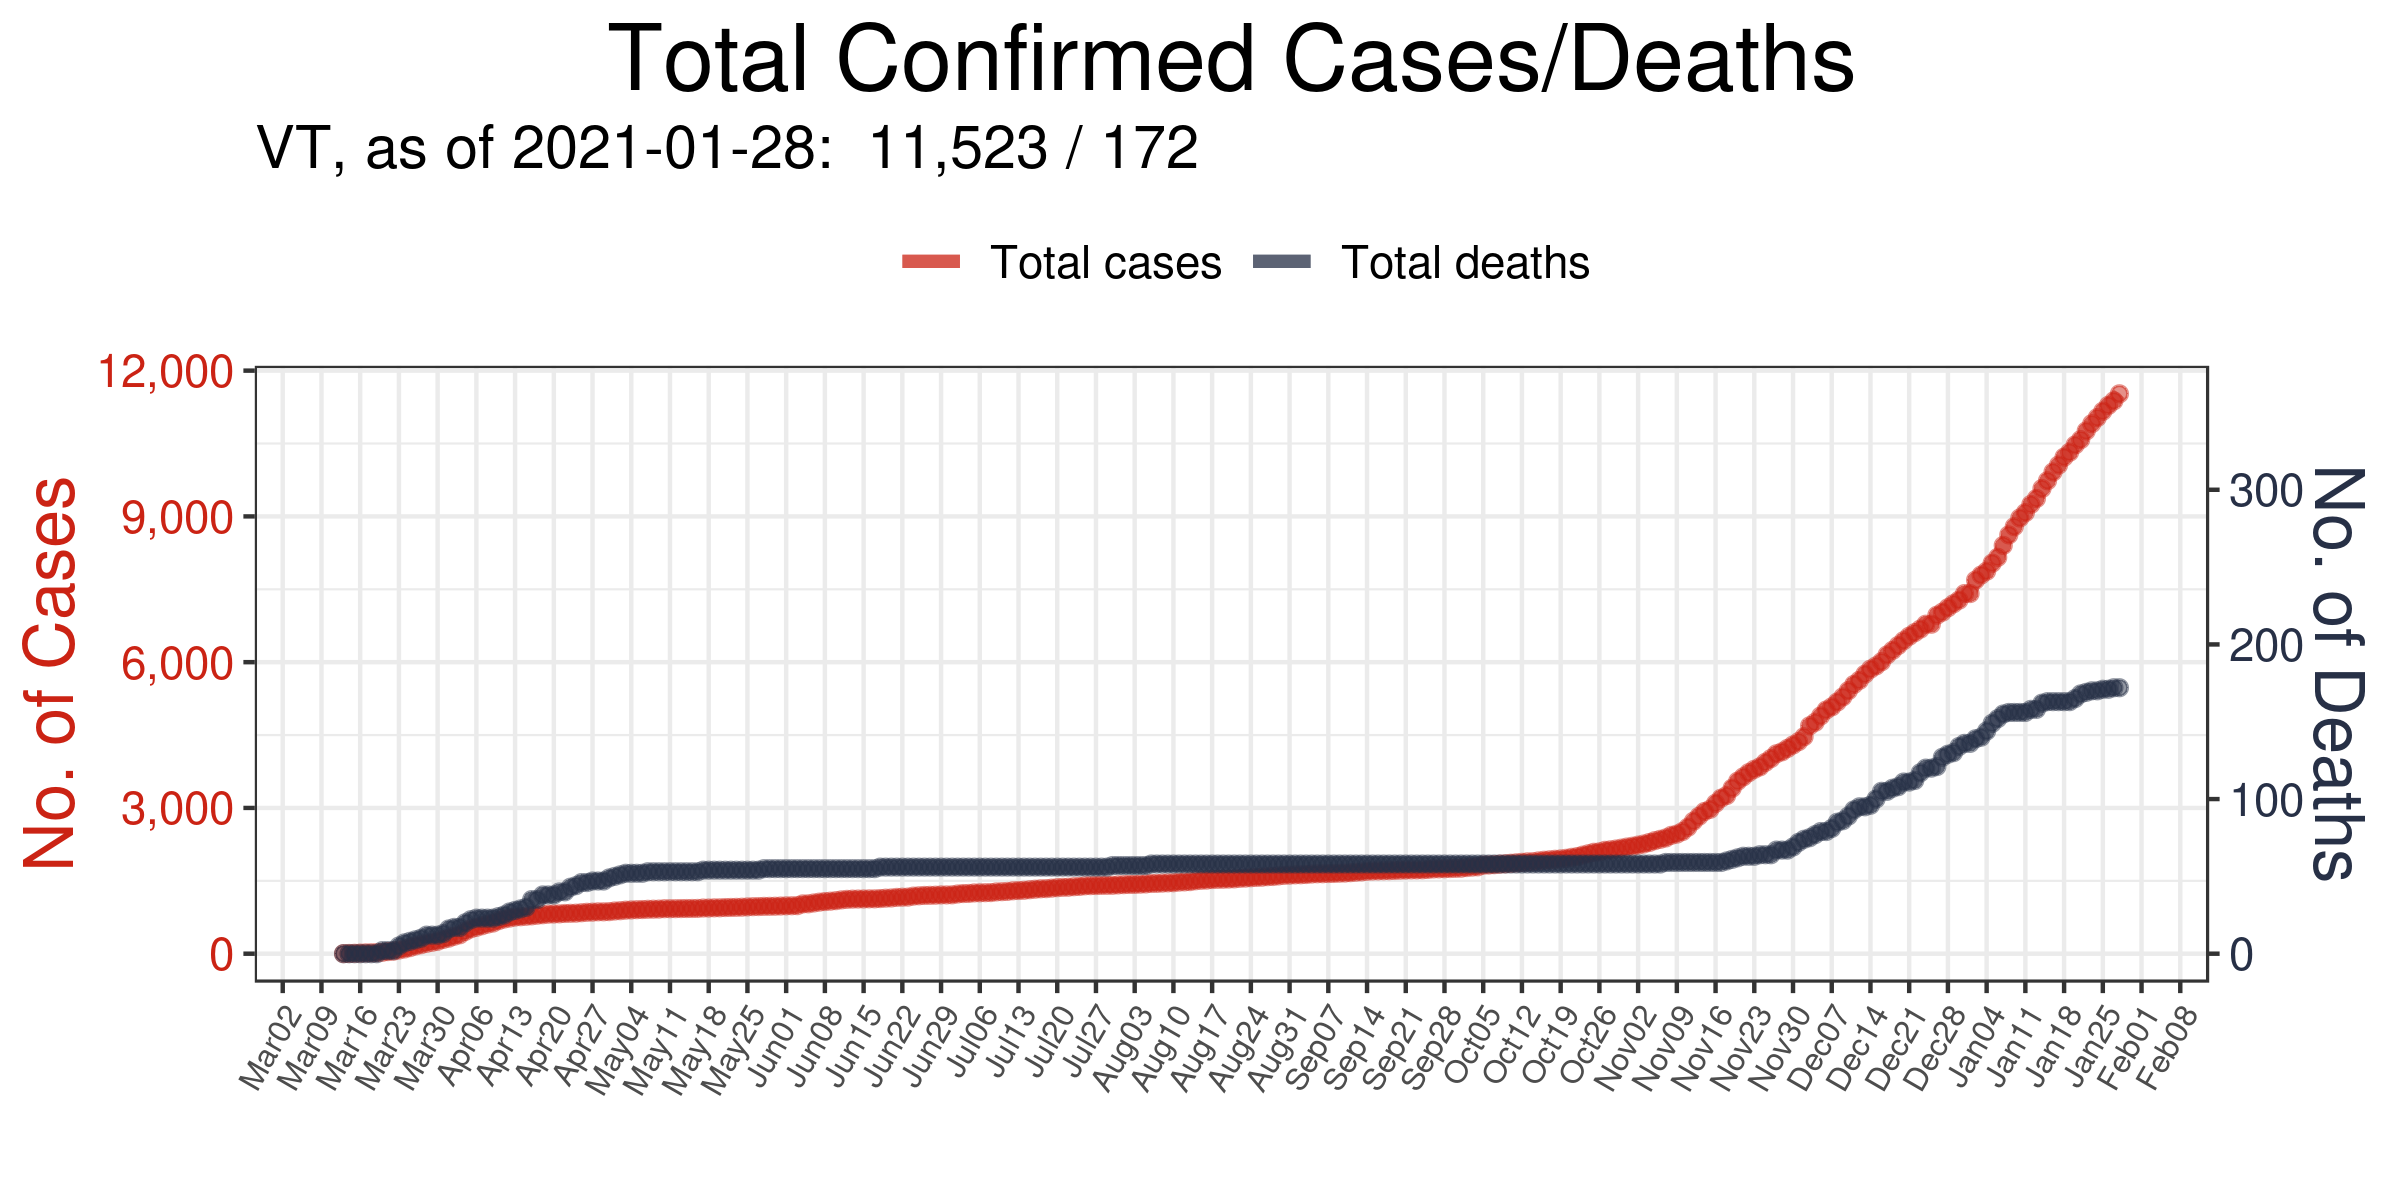 Total Confirmed Cases/Deaths
VT, as of 2021-01-28:  11,523 / 172
Total cases
Total deaths
No. of Cases
12,000
9,000
6,000
3,000
0
300
200
100
0
No. of Deaths
Mar02
Mar09
Mar16
Mar23
Mar30
Apr06
Apr13
Apr20
Apr27
May04
May11
May18
May25
Jun01
Jun08
Jun15
Jun22
Jun29
Jul06
Jul13
Jul20
Jul27
Aug03
Aug10
Aug17
Aug24
Aug31
Sep07
Sep14
Sep21
Sep28
Oct05
Oct12
Oct19
Oct26
Nov02
Nov09
Nov16
Nov23
Nov30
Dec07
Dec14
Dec21
Dec28
Jan04
Jan11
Jan18
Jan25
Feb01
Feb08